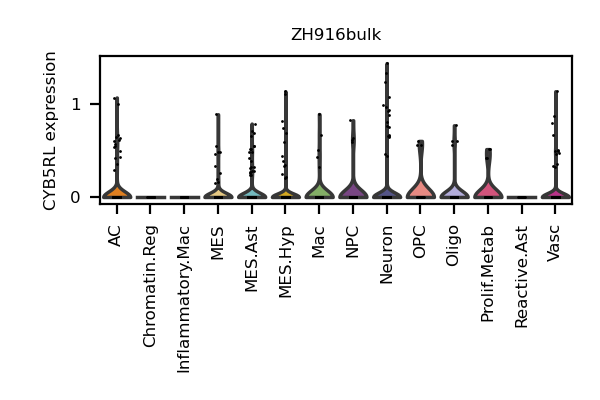 ZH916bulk
CYB5RL expression
1
0
AC
Chromatin.Reg
Inflammatory.Mac
MES
MES.Ast
MES.Hyp
Mac
NPC
Neuron
OPC
Oligo
Prolif.Metab
Reactive.Ast
Vasc